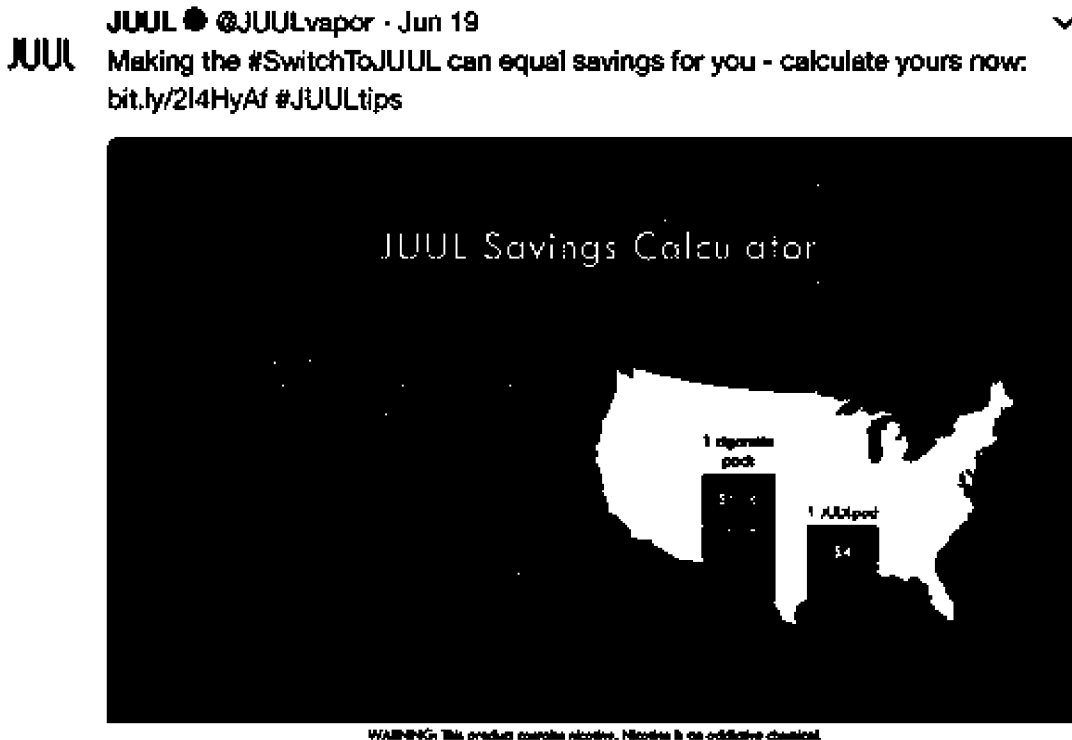 JUUL @JUULvapor · Jun 19
JUUL
Making the #SwitchToJUUL can equal savings for you - calculate yours now:
bit.ly/2I4HyAf #JUULtips
JUUL Savings Calcu ator
1 cigarette
pack
1 JUULpod
$4
WARNING: This product contains nicotine. Nicotine is an addictive chemical.